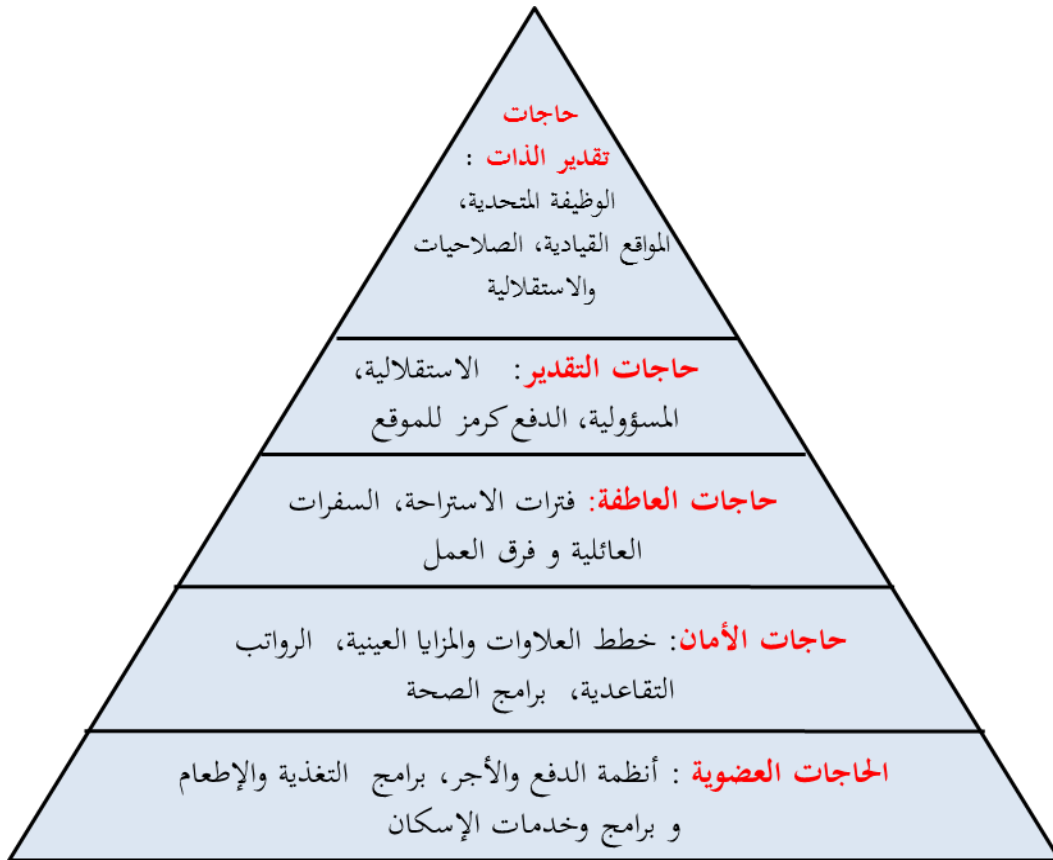 حاجات
تقدير الذات :
الوظيفة المتحدية،
المواقع القيادية، الصلاحيات
والاستقلالية
حاجات التقدير: الاستقلالية،
المسؤولية، الدفع كرمز للموقع
حاجات العاطفة: فترات الاستراحة، السفرات
العائلية و فرق العمل
حاجات الأمان: خطط العلاوات والمزايا العينية، الرواتب
التقاعدية، برامج الصحة
الحاجات العضوية : أنظمة الدفع والأجر، برامج التغذية والإطعام
و برامج وخدمات الإسكان